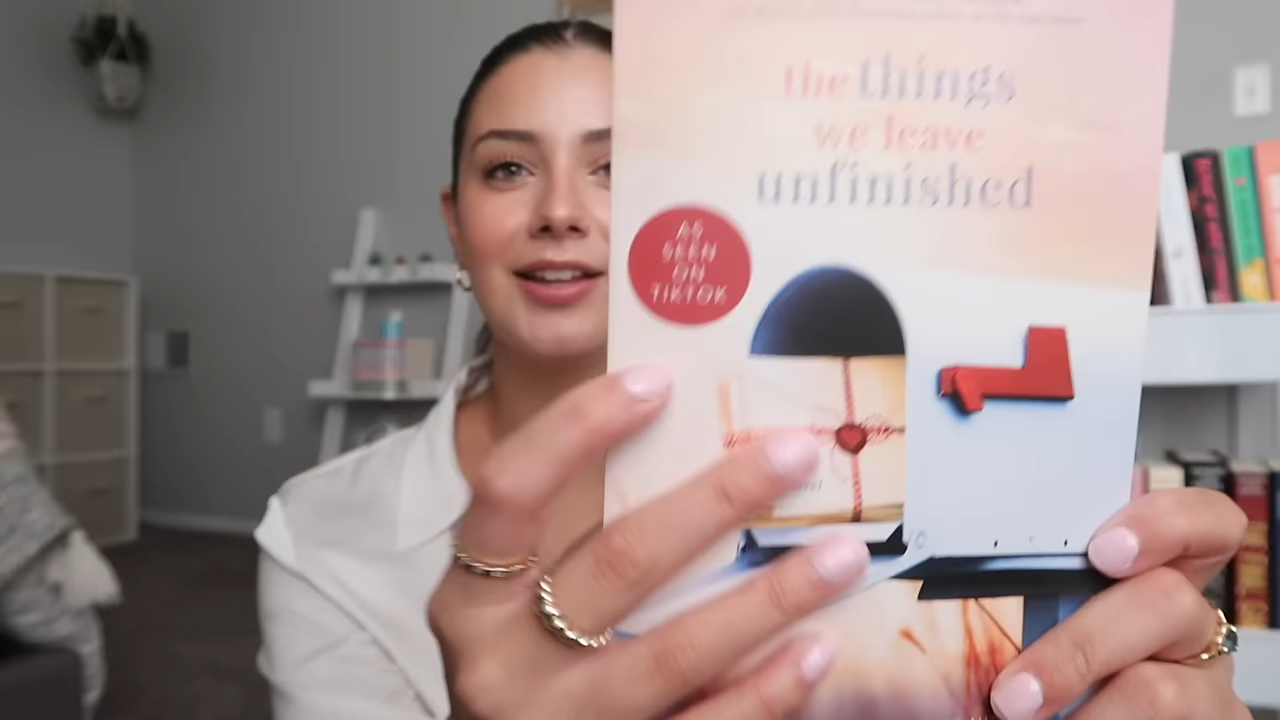 the things
we leave
unfinished
AS
SEEN
ON
TIKTOK